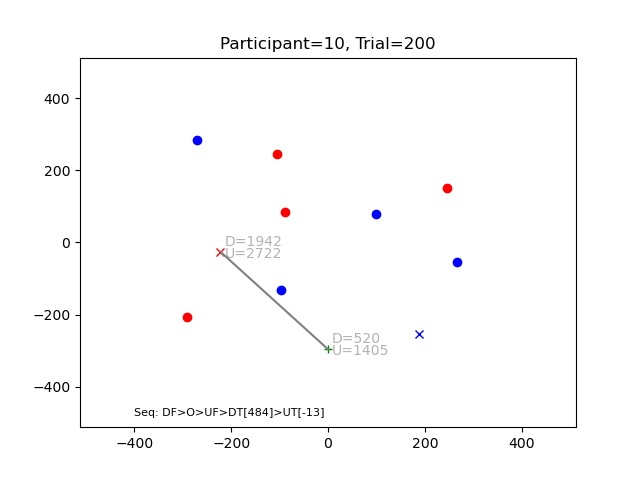 Participant=10, Trial=200
400
200
0
−200
−400
D=1942
U=2722
D=520
U=1405
Seq: DF>O>UF>DT[484]>UT[-13]
−400 −200 0 200 400